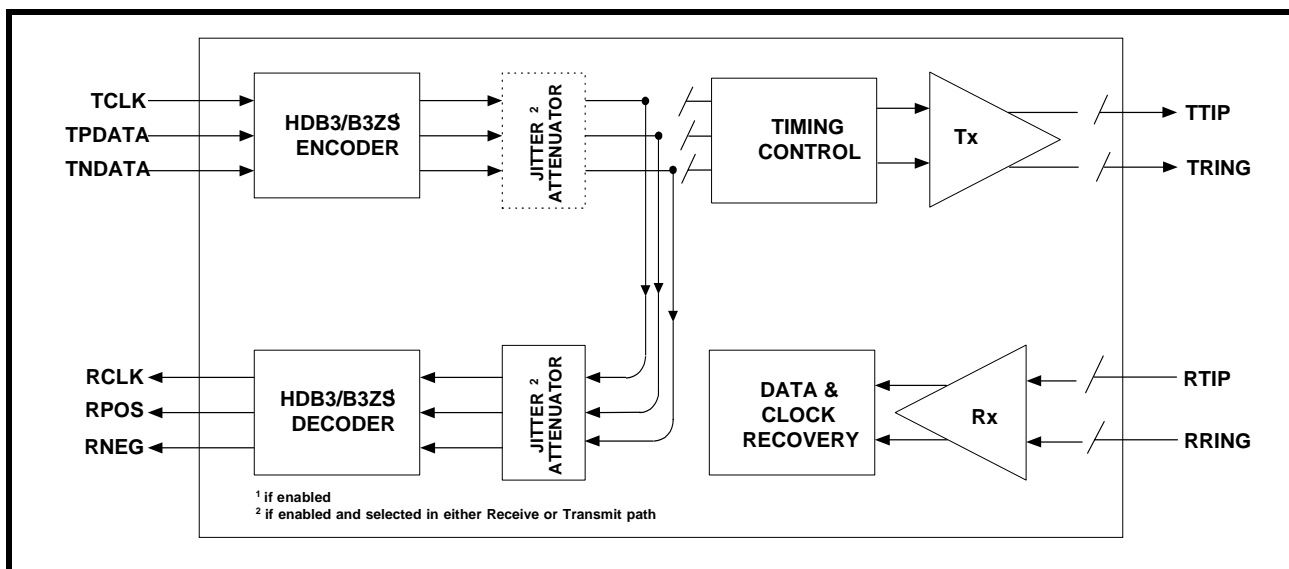 TCLK
TPDATA
TNDATA
HDB3/B3ZS1
ENCODER
JITTER 2
ATTENUATOR
TIMING
CONTROL
Tx
TTIP
TRING
RCLK
RPOS
RNEG
HDB3/B3ZS1
DECODER
JITTER 2
ATTENUATOR
DATA &
CLOCK
RECOVERY
Rx
RTIP
RRING
1 if enabled
2 if enabled and selected in either Receive or Transmit path